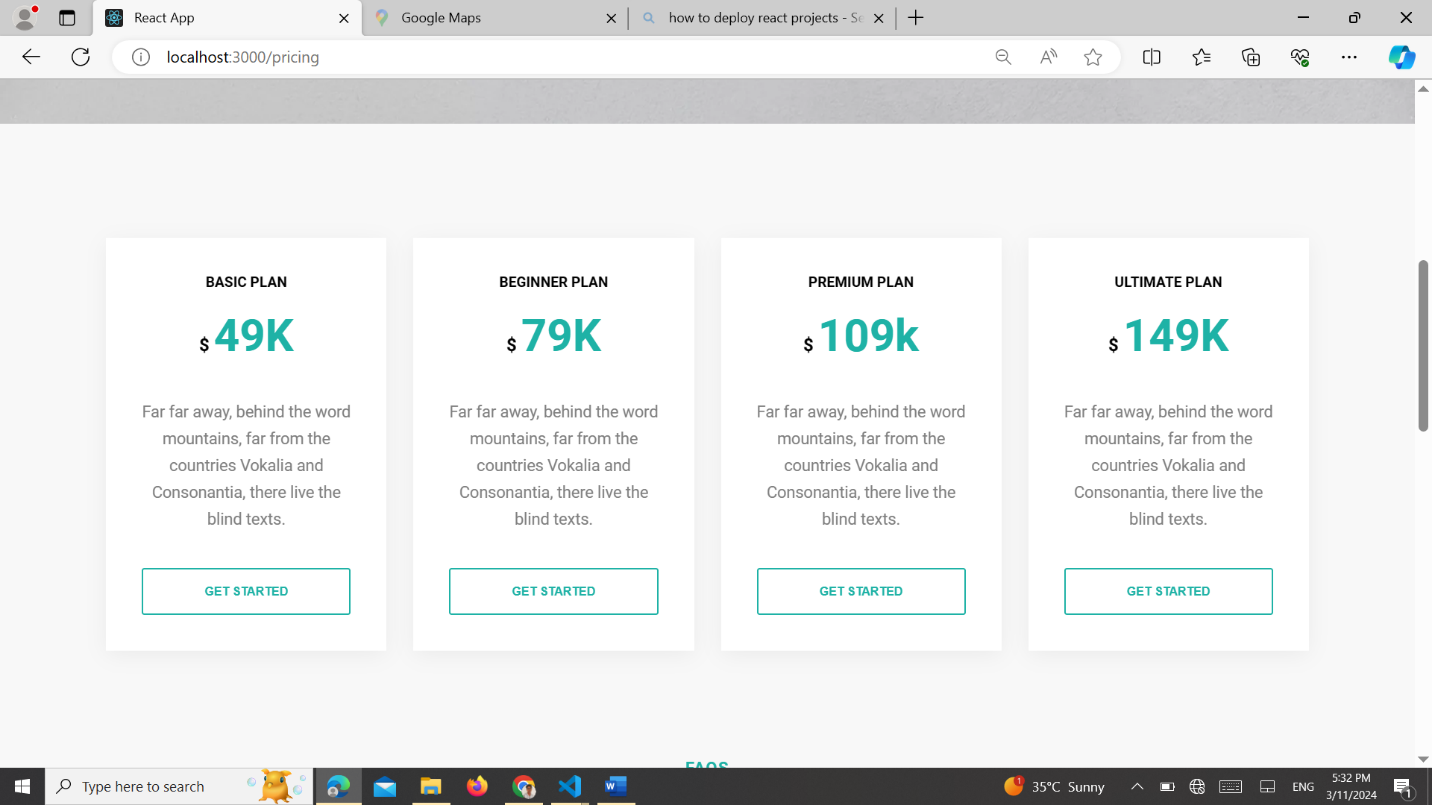 React App
Google Maps
how to deploy react projects - Se
localhost:3000/pricing
BASIC PLAN
$ 49K
Far far away, behind the word
mountains, far from the
countries Vokalia and
Consonantia, there live the
blind texts.
GET STARTED
BEGINNER PLAN
$ 79K
Far far away, behind the word
mountains, far from the
countries Vokalia and
Consonantia, there live the
blind texts.
GET STARTED
PREMIUM PLAN
$ 109k
Far far away, behind the word
mountains, far from the
countries Vokalia and
Consonantia, there live the
blind texts.
GET STARTED
ULTIMATE PLAN
$ 149K
Far far away, behind the word
mountains, far from the
countries Vokalia and
Consonantia, there live the
blind texts.
GET STARTED
FAQS
Type here to search
1
35°C Sunny
ENG
5:32 PM
3/11/2024
1